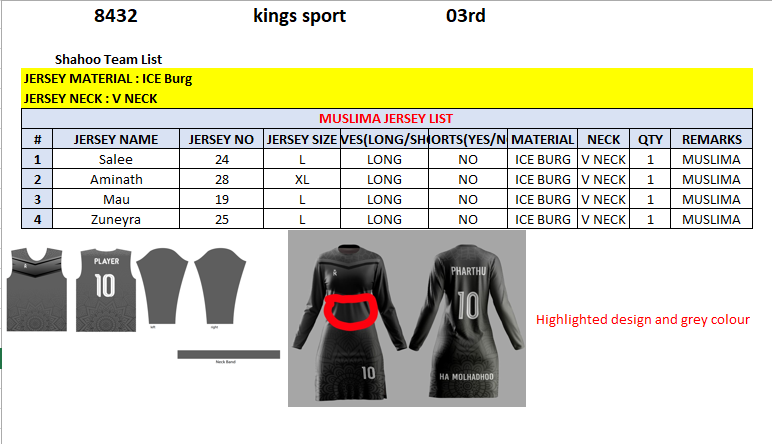 8432 kings sport 03rd
Shahoo Team List
JERSEY MATERIAL : ICE Burg
JERSEY NECK : V NECK
MUSLIMA JERSEY LIST
# JERSEY NAME JERSEY NO JERSEY SIZE VES(LONG/SH ORTS(YES/N MATERIAL NECK QTY REMARKS
1 Salee 24 L LONG NO ICE BURG V NECK 1 MUSLIMA
2 Aminath 28 XL LONG NO ICE BURG V NECK 1 MUSLIMA
3 Mau 19 L LONG NO ICE BURG V NECK 1 MUSLIMA
4 Zuneyra 25 L LONG NO ICE BURG V NECK 1 MUSLIMA
PLAYER
10
left right
Neck Band
PHARTHU
10
10
HA MOLHADHOO
Highlighted design and grey colour